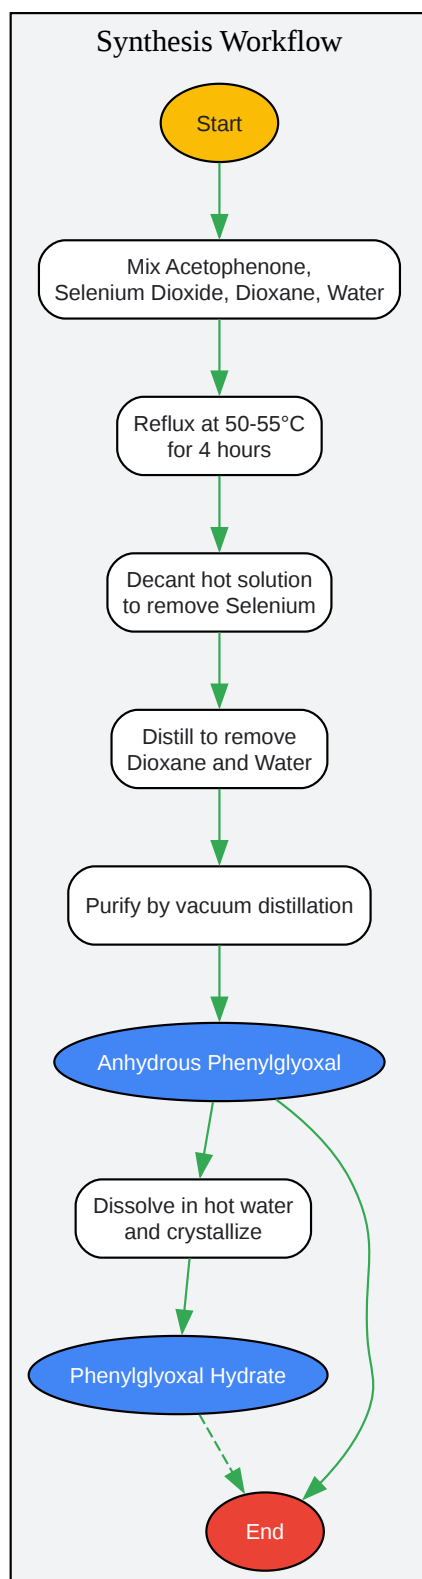 Synthesis Workflow
Start
Mix Acetophenone,
Selenium Dioxide, Dioxane, Water
Reflux at 50-55°C
for 4 hours
Decant hot solution
to remove Selenium
Distill to remove
Dioxane and Water
Purify by vacuum distillation
Anhydrous Phenylglyoxal
Dissolve in hot water
and crystallize
Phenylglyoxal Hydrate
End